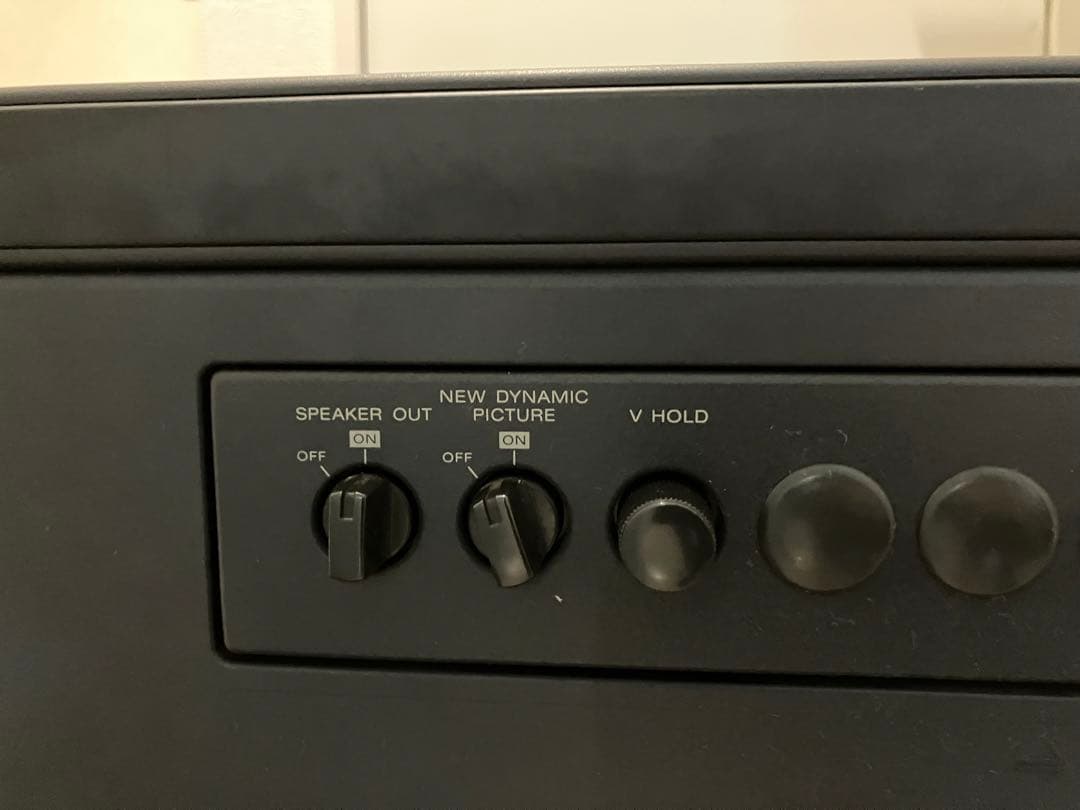 SPEAKER OUT
OFF
ON
NEW DYNAMIC
PICTURE
OFF
ON
V HOLD